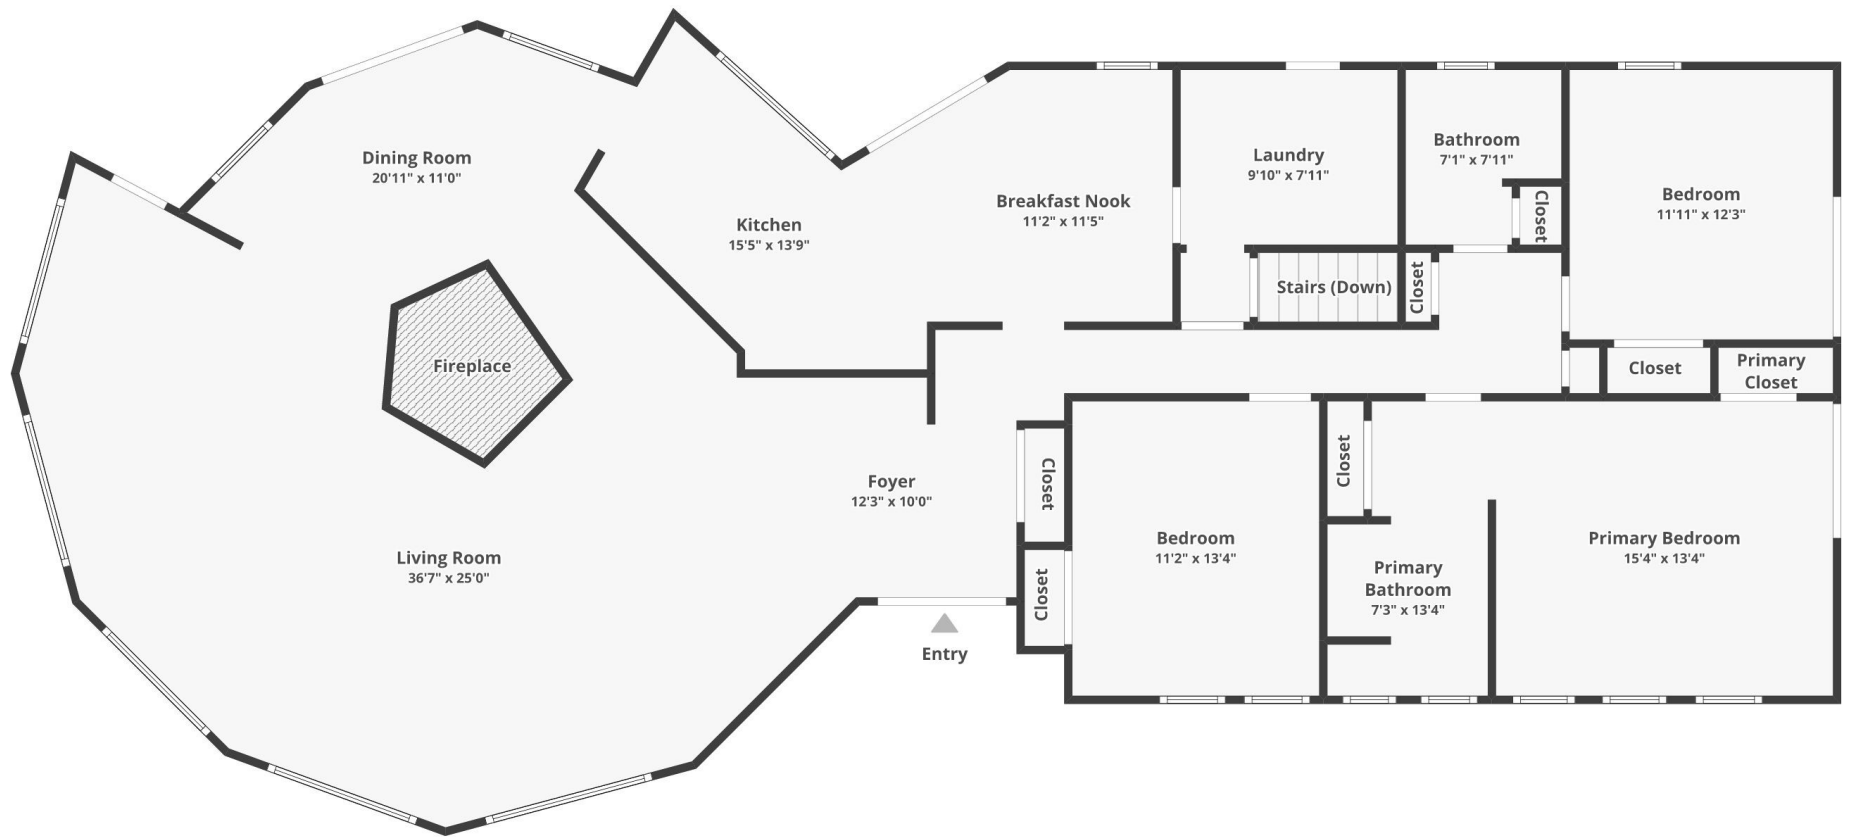 Dining Room
20'11" x 11'0"
Kitchen
15'5" x 13'9"
Breakfast Nook
11'2" x 11'5"
Laundry
9'10" x 7'11"
Bathroom
7'1" x 7'11"
Closet
Bedroom
11'11" x 12'3"
Stairs (Down)
Closet
Fireplace
Closet
Primary
Closet
Living Room
36'7" x 25'0"
Foyer
12'3" x 10'0"
Closet
Closet
Entry
Bedroom
11'2" x 13'4"
Closet
Primary
Bathroom
7'3" x 13'4"
Primary Bedroom
15'4" x 13'4"